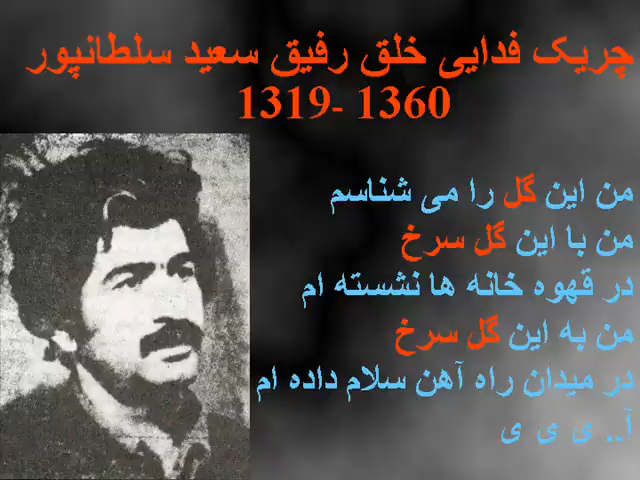 چریک فدایی خلق رفیق سعید سلطانپور
1319- 1360
من این گل را می شناسم
من با این گل سرخ
در قهوه خانه ها نشسته ام
من به این گل سرخ
در میدان راه آهن سلام داده ام
آ.. ی ی ی